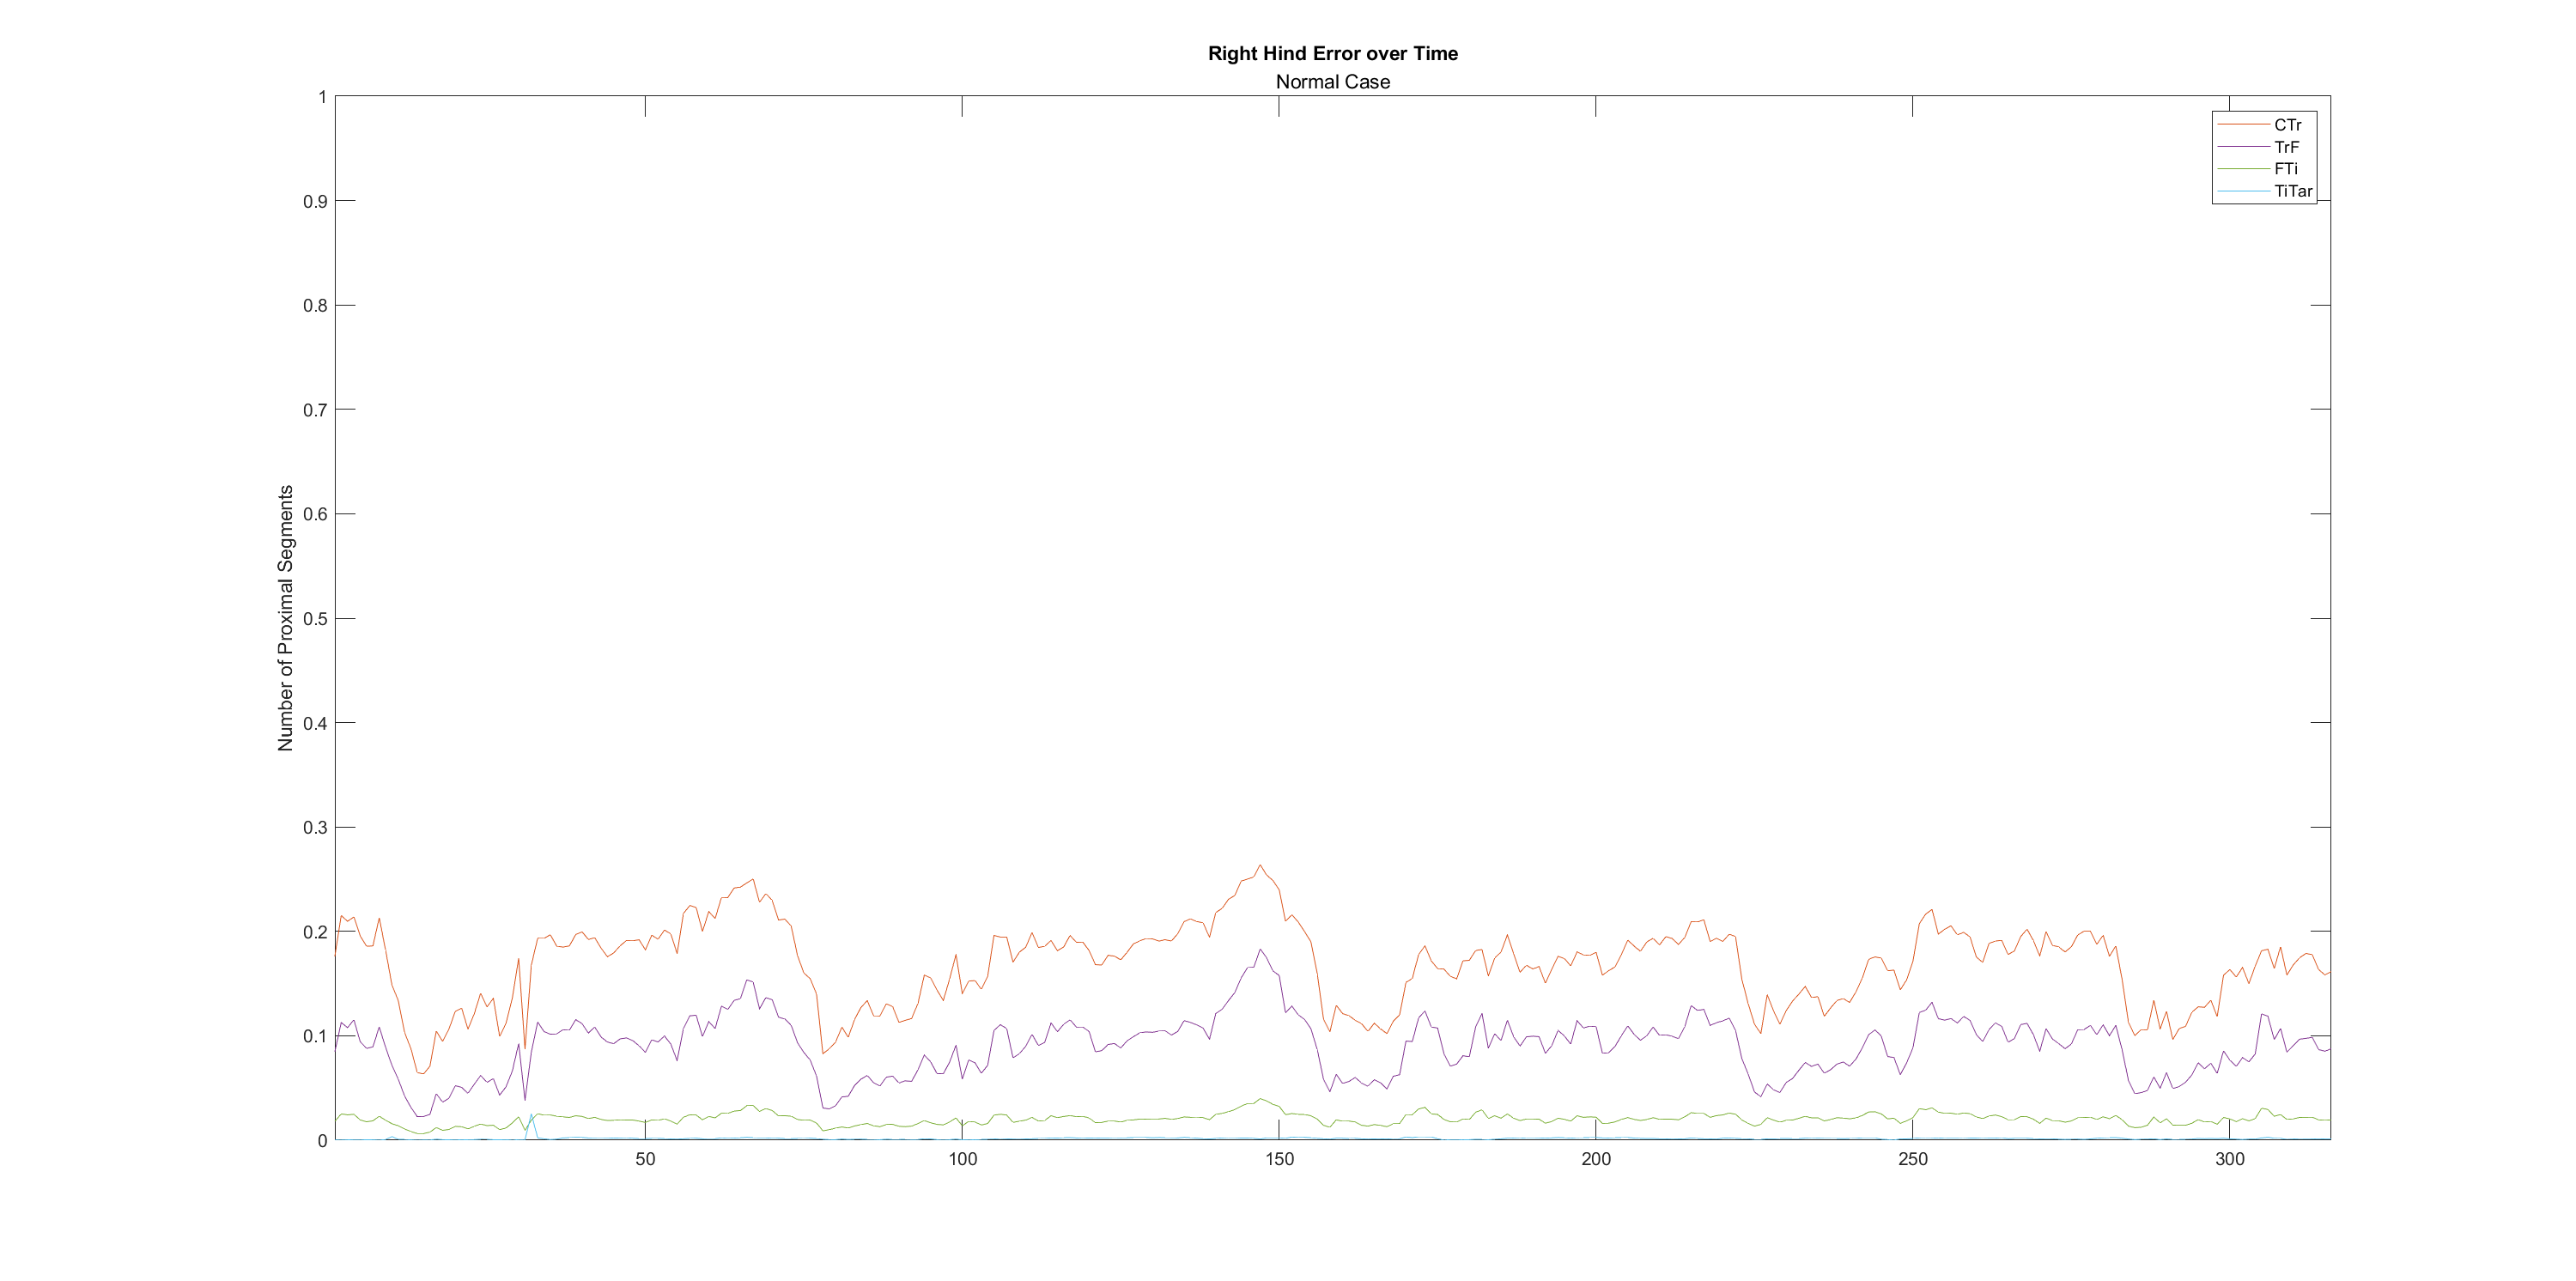 Right Hind Error over Time
Normal Case
Number of Proximal Segments
1
0.9
0.8
0.7
0.6
0.5
0.4
0.3
0.2
0.1
0
50
100
150
200
250
300
CTr
TrF
FTi
TiTar